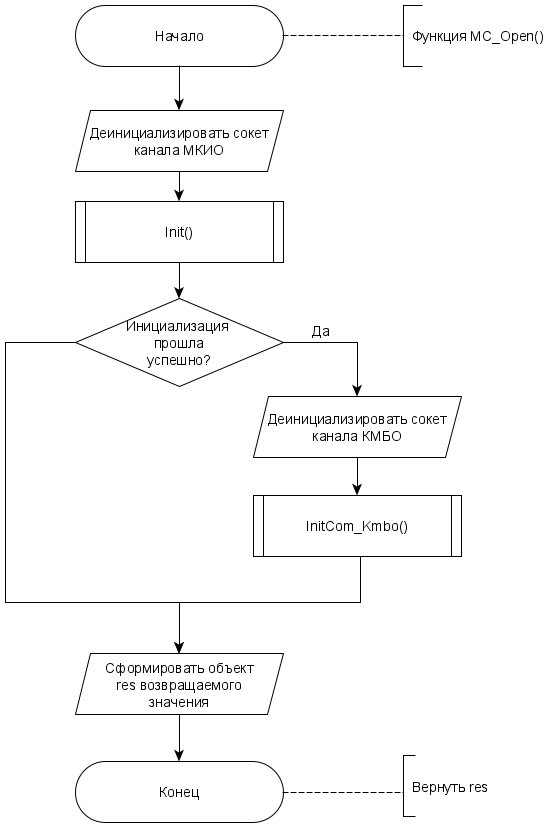 Начало
Функция MC_Open()
Деинициализировать сокет
канала МКИО
Init()
Инициализация
прошла
успешно?
Да
Деинициализировать сокет
канала КМБО
InitCom_Kmbo()
Сформировать объект
res возвращаемого
значения
Конец
Вернуть res